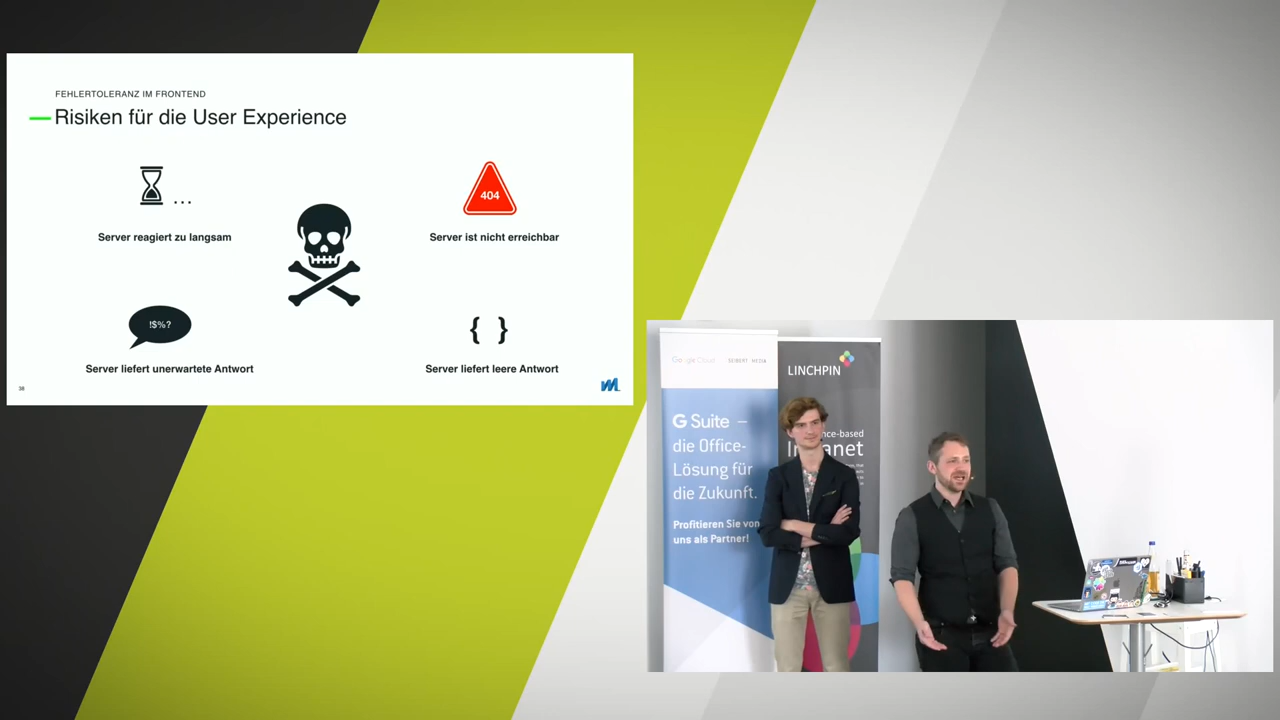 FEHLERTOLERANZ IM FRONTEND
Risiken für die User Experience
404
Server reagiert zu langsam
Server ist nicht erreichbar
!$%?
{ }
Server liefert unerwartete Antwort
Server liefert leere Antwort
38
Google Cloud
SEIBERT MEDIA
G Suite –
die Office-
Lösung für
die Zukunft.
Profitieren Sie von
uns als Partner!
LINCHPIN
nce-based